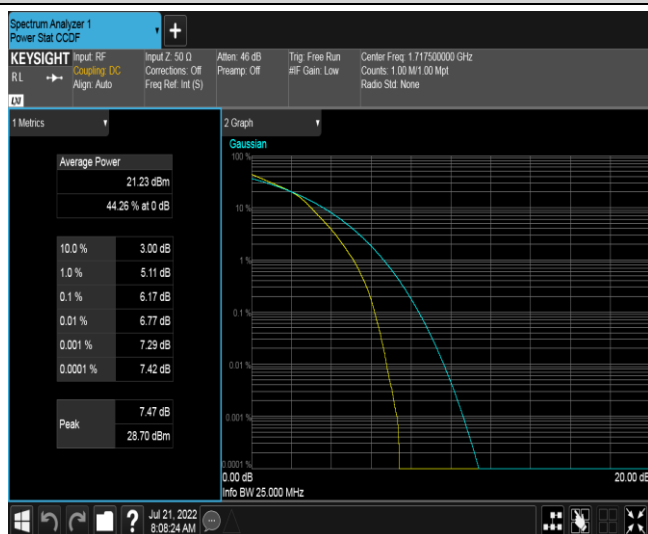 Spectrum Analyzer 1
Power Stat CCDF
+
KEYSIGHT
RL
LXI
Input: RF
Coupling: DC
Align: Auto
Input Z: 50 Ω
Corrections: Off
Freq Ref: Int (S)
Atten: 46 dB
Preamp: Off
Trig: Free Run
#IF Gain: Low
Center Freq: 1.717500000 GHz
Counts: 1.00 M/1.00 Mpt
Radio Std: None
1 Metrics
Average Power
21.23 dBm
44.26 % at 0 dB
10.0 % 3.00 dB
1.0 % 5.11 dB
0.1 % 6.17 dB
0.01 % 6.77 dB
0.001 % 7.29 dB
0.0001 % 7.42 dB
Peak
7.47 dB
28.70 dBm
2 Graph
Gaussian
100 %
10 %
1 %
0.1 %
0.01 %
0.001 %
0.0001 %
0.00 dB 20.00 dB
Info BW 25.000 MHz
?
Jul 21, 2022
8:08:24 AM